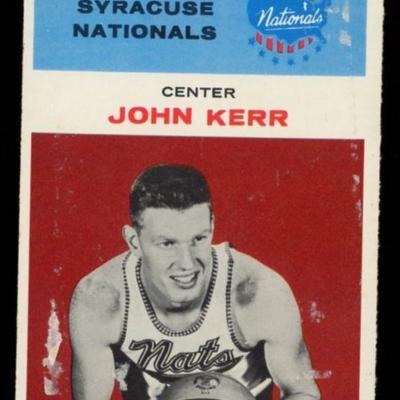 SYRACUSE
NATIONALS
Nationals
CENTER
JOHN KERR
Nats